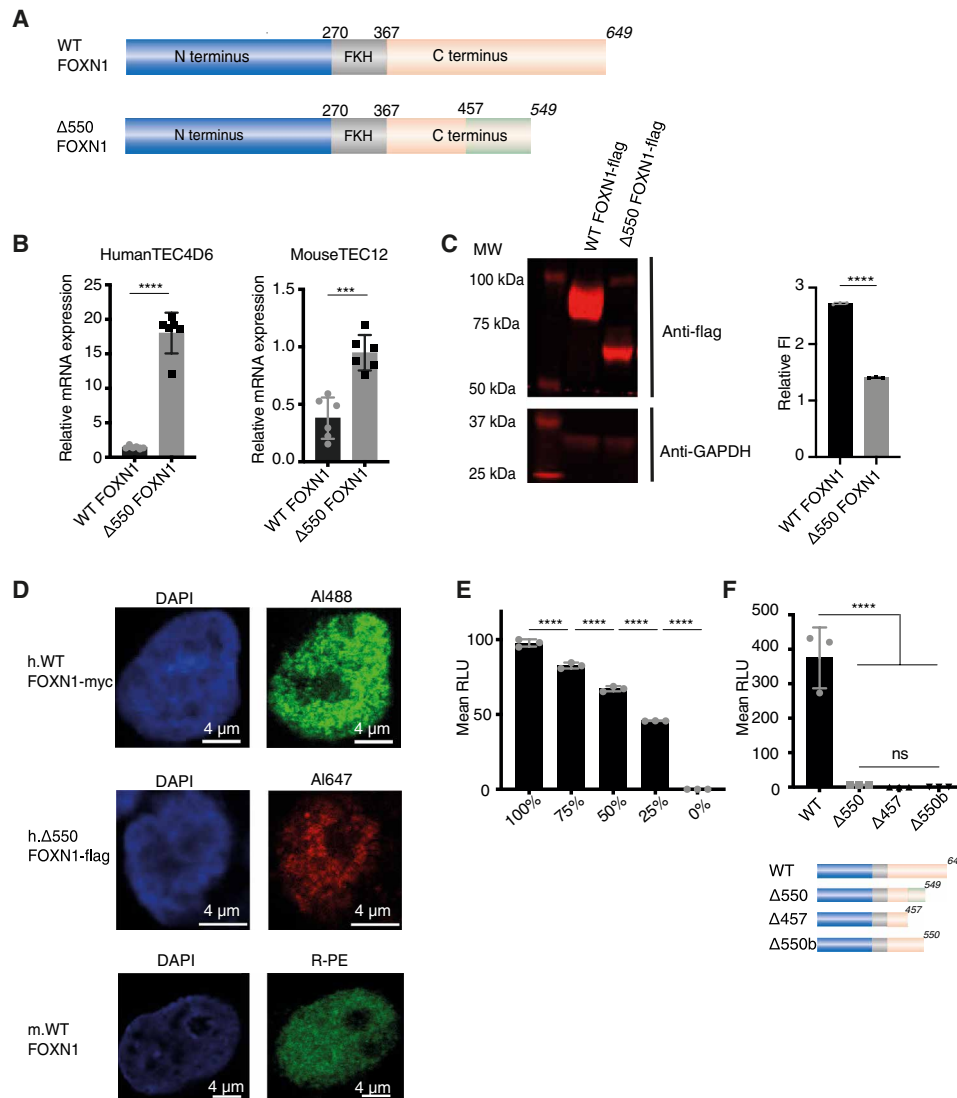 A
WT
FOXN1
270
367
649
N terminus
FKH
C terminus
Δ550
FOXN1
270
367
457
549
N terminus
FKH
C terminus
B
HumanTEC4D6
Relative mRNA expression
25
20
15
10
5
0
****
WT FOXN1
Δ550 FOXN1
MouseTEC12
Relative mRNA expression
1.5
1.0
0.5
0.0
***
WT FOXN1
Δ550 FOXN1
C
MW
WT FOXN1-flag
Δ550 FOXN1-flag
100 kDa
75 kDa
50 kDa
37 kDa
25 kDa
Anti-flag
Anti-GAPDH
Relative FI
3
2
1
0
****
WT FOXN1
Δ550 FOXN1
D
DAPI
Al488
h.WT
FOXN1-myc
4 µm
4 µm
DAPI
Al647
h.Δ550
FOXN1-flag
4 µm
4 µm
DAPI
R-PE
m.WT
FOXN1
4 µm
4 µm
E
Mean RLU
100
50
0
**** **** **** ****
100%
75%
50%
25%
0%
F
Mean RLU
500
400
300
200
100
0
****
ns
WT
Δ550
Δ457
Δ550b
WT
64
Δ550
549
Δ457
457
Δ550b
550